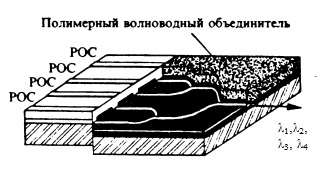 Полимерный волноводный объединитель
РОС
РОС
РОС
РОС
λ₁,λ₂,
λ₃, λ₄